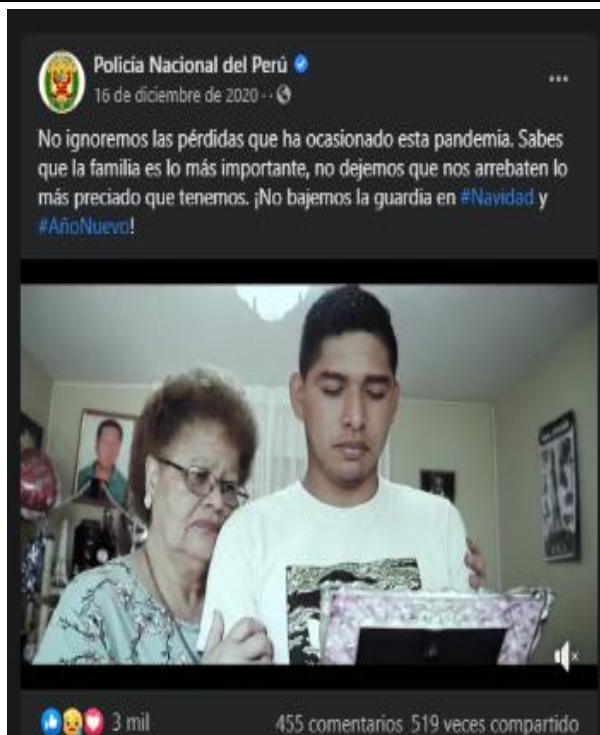 Policía Nacional del Perú
16 de diciembre de 2020 ·
No ignoremos las pérdidas que ha ocasionado esta pandemia. Sabes
que la familia es lo más importante, no dejemos que nos arrebaten lo
más preciado que tenemos. ¡No bajemos la guardia en #Navidad y
#AñoNuevo!
3 mil
455 comentarios 519 veces compartido